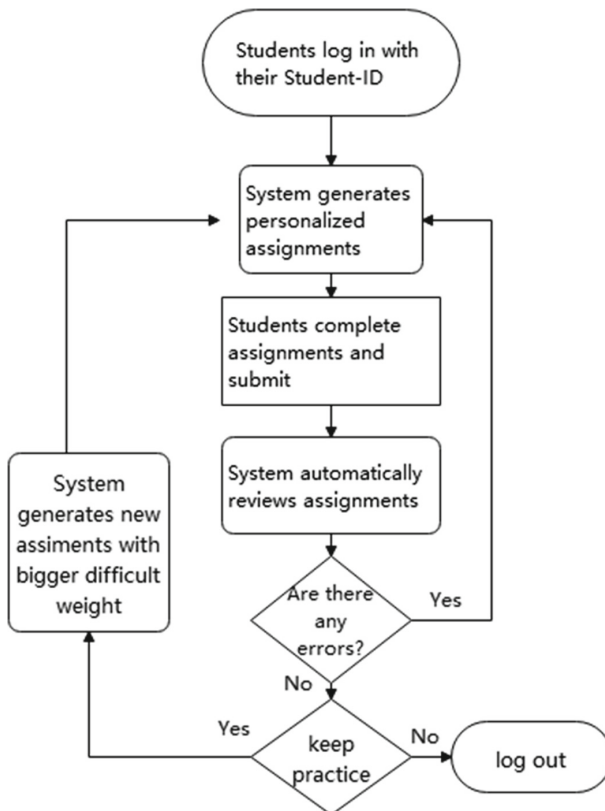 Students log in with
their Student-ID
System generates
personalized
assignments
Students complete
assignments and
submit
System automatically
reviews assignments
System
generates new
assiments with
bigger difficult
weight
Are there
any
errors?
Yes
No
keep
practice
Yes
No
log out